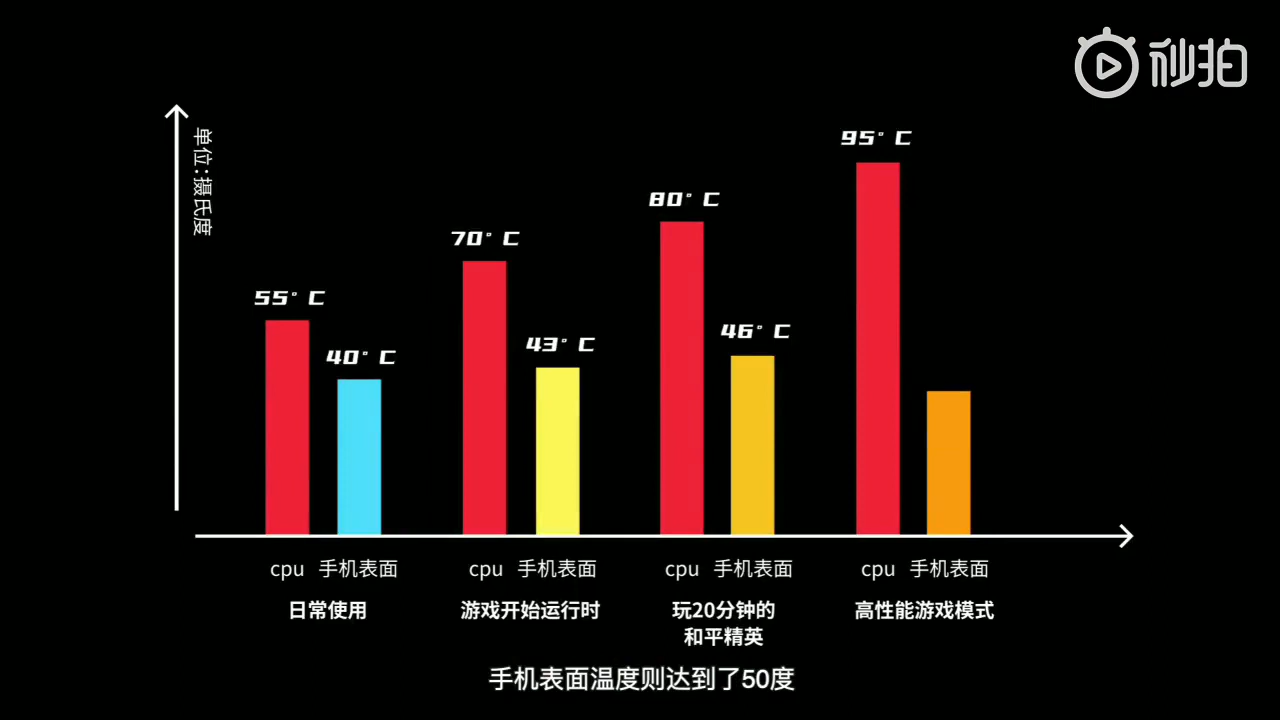 秒拍
单位:摄氏度
95° C
80° C
70° C
55° C
46° C
43° C
40° C
cpu 手机表面 cpu 手机表面 cpu 手机表面 cpu 手机表面
日常使用 游戏开始运行时 玩20分钟的 高性能游戏模式
和平精英
手机表面温度则达到了50度